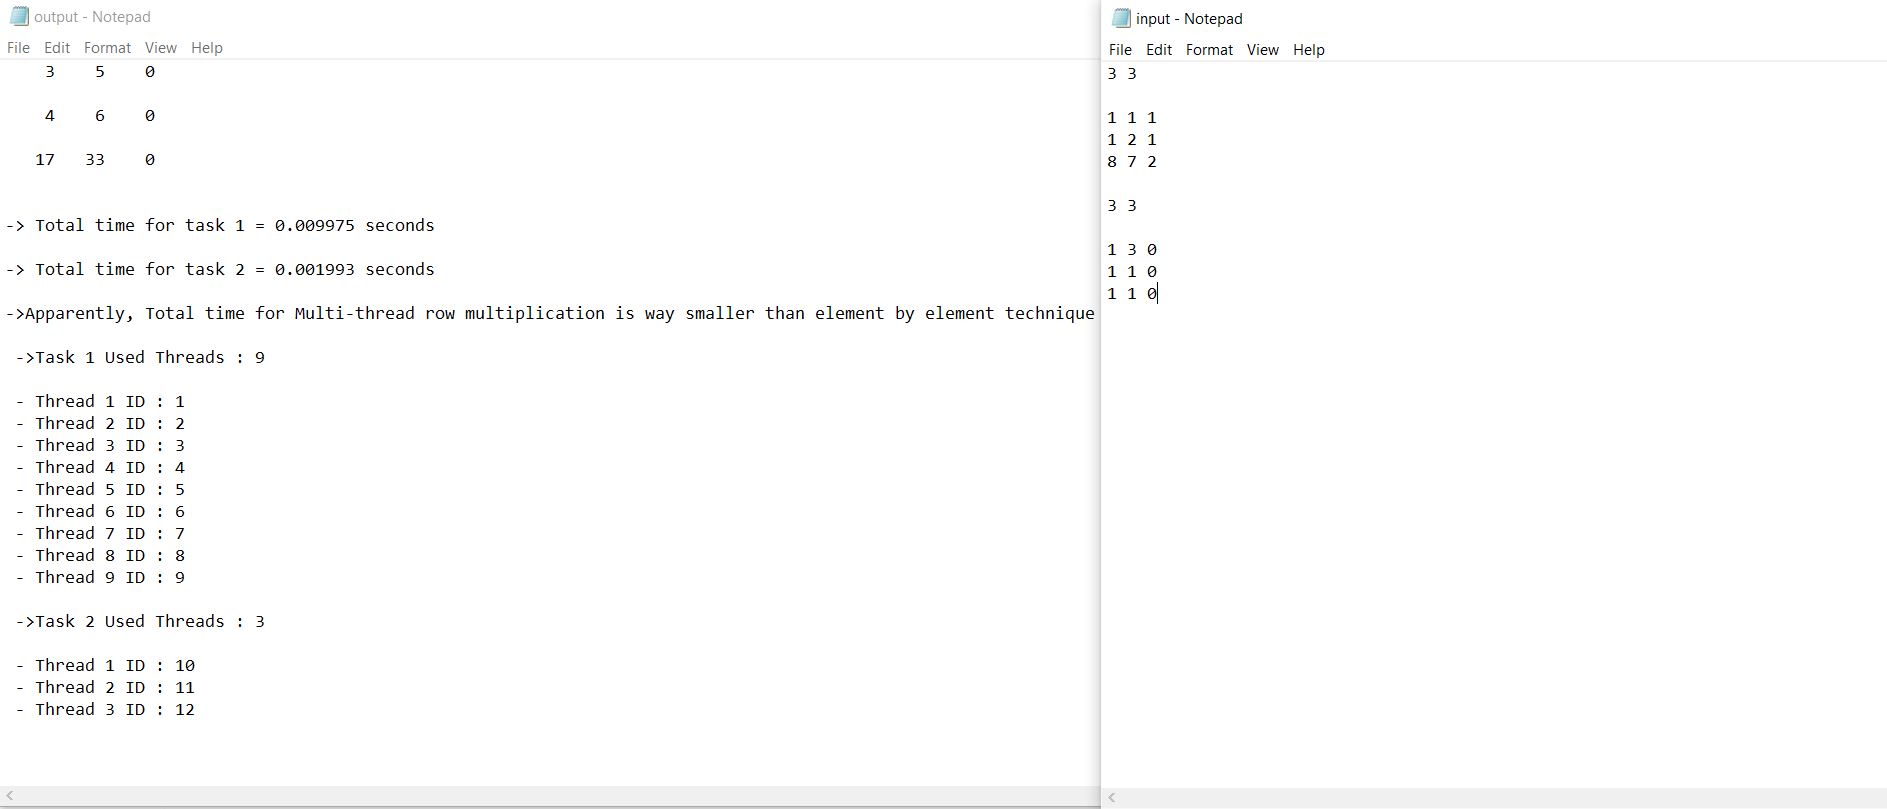 output - Notepad
File Edit Format View Help
3 5 0
4 6 0
17 33 0
-> Total time for task 1 = 0.009975 seconds
-> Total time for task 2 = 0.001993 seconds
->Apparently, Total time for Multi-thread row multiplication is way smaller than element by element technique
->Task 1 Used Threads : 9
- Thread 1 ID : 1
- Thread 2 ID : 2
- Thread 3 ID : 3
- Thread 4 ID : 4
- Thread 5 ID : 5
- Thread 6 ID : 6
- Thread 7 ID : 7
- Thread 8 ID : 8
- Thread 9 ID : 9
->Task 2 Used Threads : 3
- Thread 1 ID : 10
- Thread 2 ID : 11
- Thread 3 ID : 12
input - Notepad
File Edit Format View Help
3 3
1 1 1
1 2 1
8 7 2
3 3
1 3 0
1 1 0
1 1 0